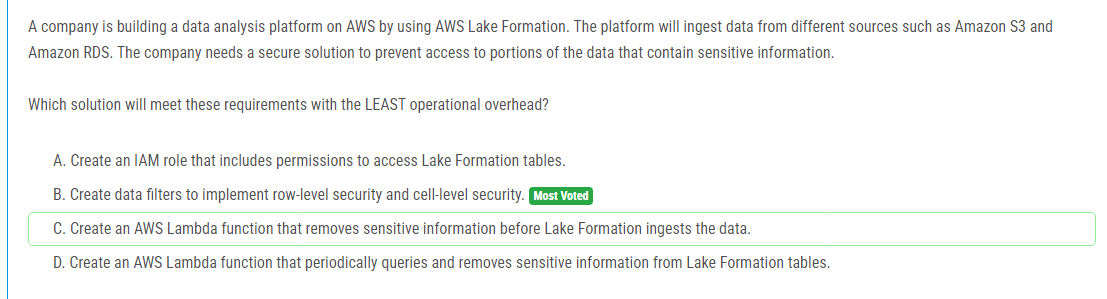 A company is building a data analysis platform on AWS by using AWS Lake Formation. The platform will ingest data from different sources such as Amazon S3 and
Amazon RDS. The company needs a secure solution to prevent access to portions of the data that contain sensitive information.
Which solution will meet these requirements with the LEAST operational overhead?
A. Create an IAM role that includes permissions to access Lake Formation tables.
B. Create data filters to implement row-level security and cell-level security. Most Voted
C. Create an AWS Lambda function that removes sensitive information before Lake Formation ingests the data.
D. Create an AWS Lambda function that periodically queries and removes sensitive information from Lake Formation tables.